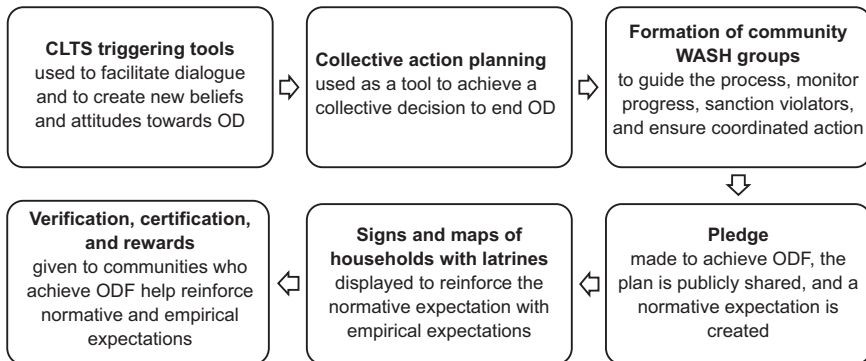 CLTS triggering tools
used to facilitate dialogue
and to create new beliefs
and attitudes towards OD
Collective action planning
used as a tool to achieve a
collective decision to end OD
Formation of community
WASH groups
to guide the process, monitor
progress, sanction violators,
and ensure coordinated action
Pledge
made to achieve ODF, the
plan is publicly shared, and a
normative expectation is
created
Signs and maps of
households with latrines
displayed to reinforce the
normative expectation with
empirical expectations
Verification, certification,
and rewards
given to communities who
achieve ODF help reinforce
normative and empirical
expectations